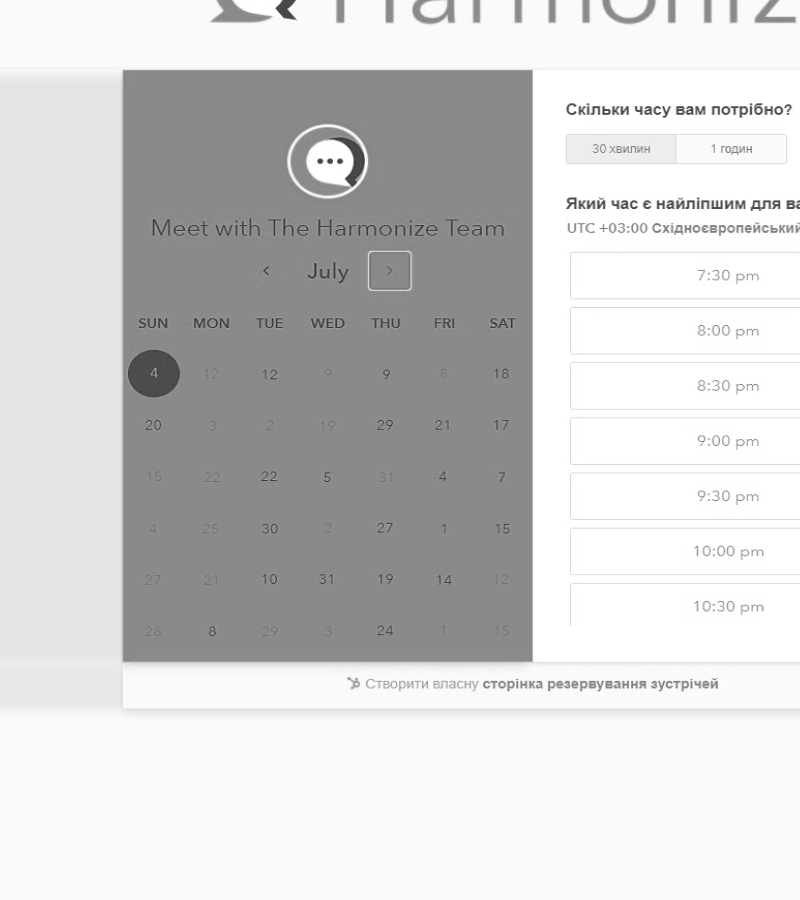 Harmoniz
Meet with The Harmonize Team
July
SUN MON TUE WED THU FRI SAT
4 12 12 9 9 8 18
20 3 2 19 29 21 17
15 22 22 5 31 4 7
4 25 30 2 27 1 15
27 21 10 31 19 14 12
28 8 29 3 24 1 15
Скільки часу вам потрібно?
30 хвилин 1 годин
Який час є найліпшим для ва
UTC +03:00 Східноєвропейський
7:30 pm
8:00 pm
8:30 pm
9:00 pm
9:30 pm
10:00 pm
10:30 pm
Створити власну сторінка резервування зустрічей